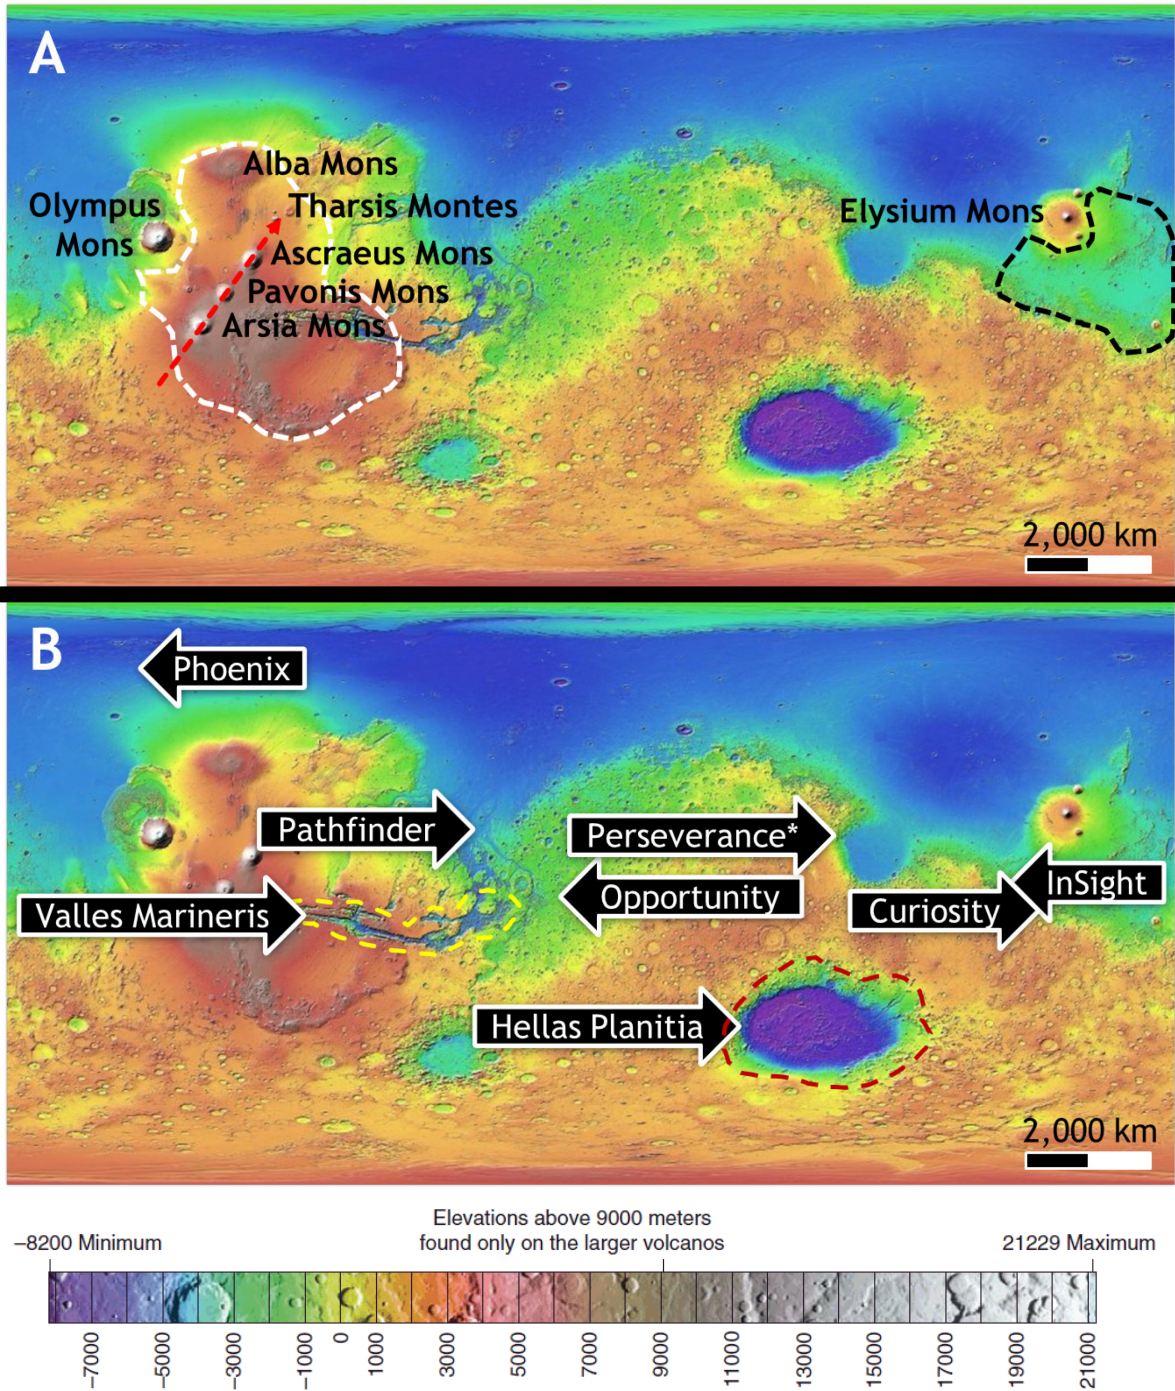 A
Alba Mons
Olympus
Mons
Tharsis Montes
Elysium Mons
Ascraeus Mons
Pavonis Mons
Arsia Mons
2,000 km
B
Phoenix
Pathfinder
Perseverance*
Opportunity
InSight
Curiosity
Valles Marineris
Hellas Planitia
2,000 km
Elevations above 9000 meters
found only on the larger volcanos
−8200 Minimum
21229 Maximum
−7000 −5000 −3000 −1000 0 1000 3000 5000 7000 9000 11000 13000 15000 17000 19000 21000